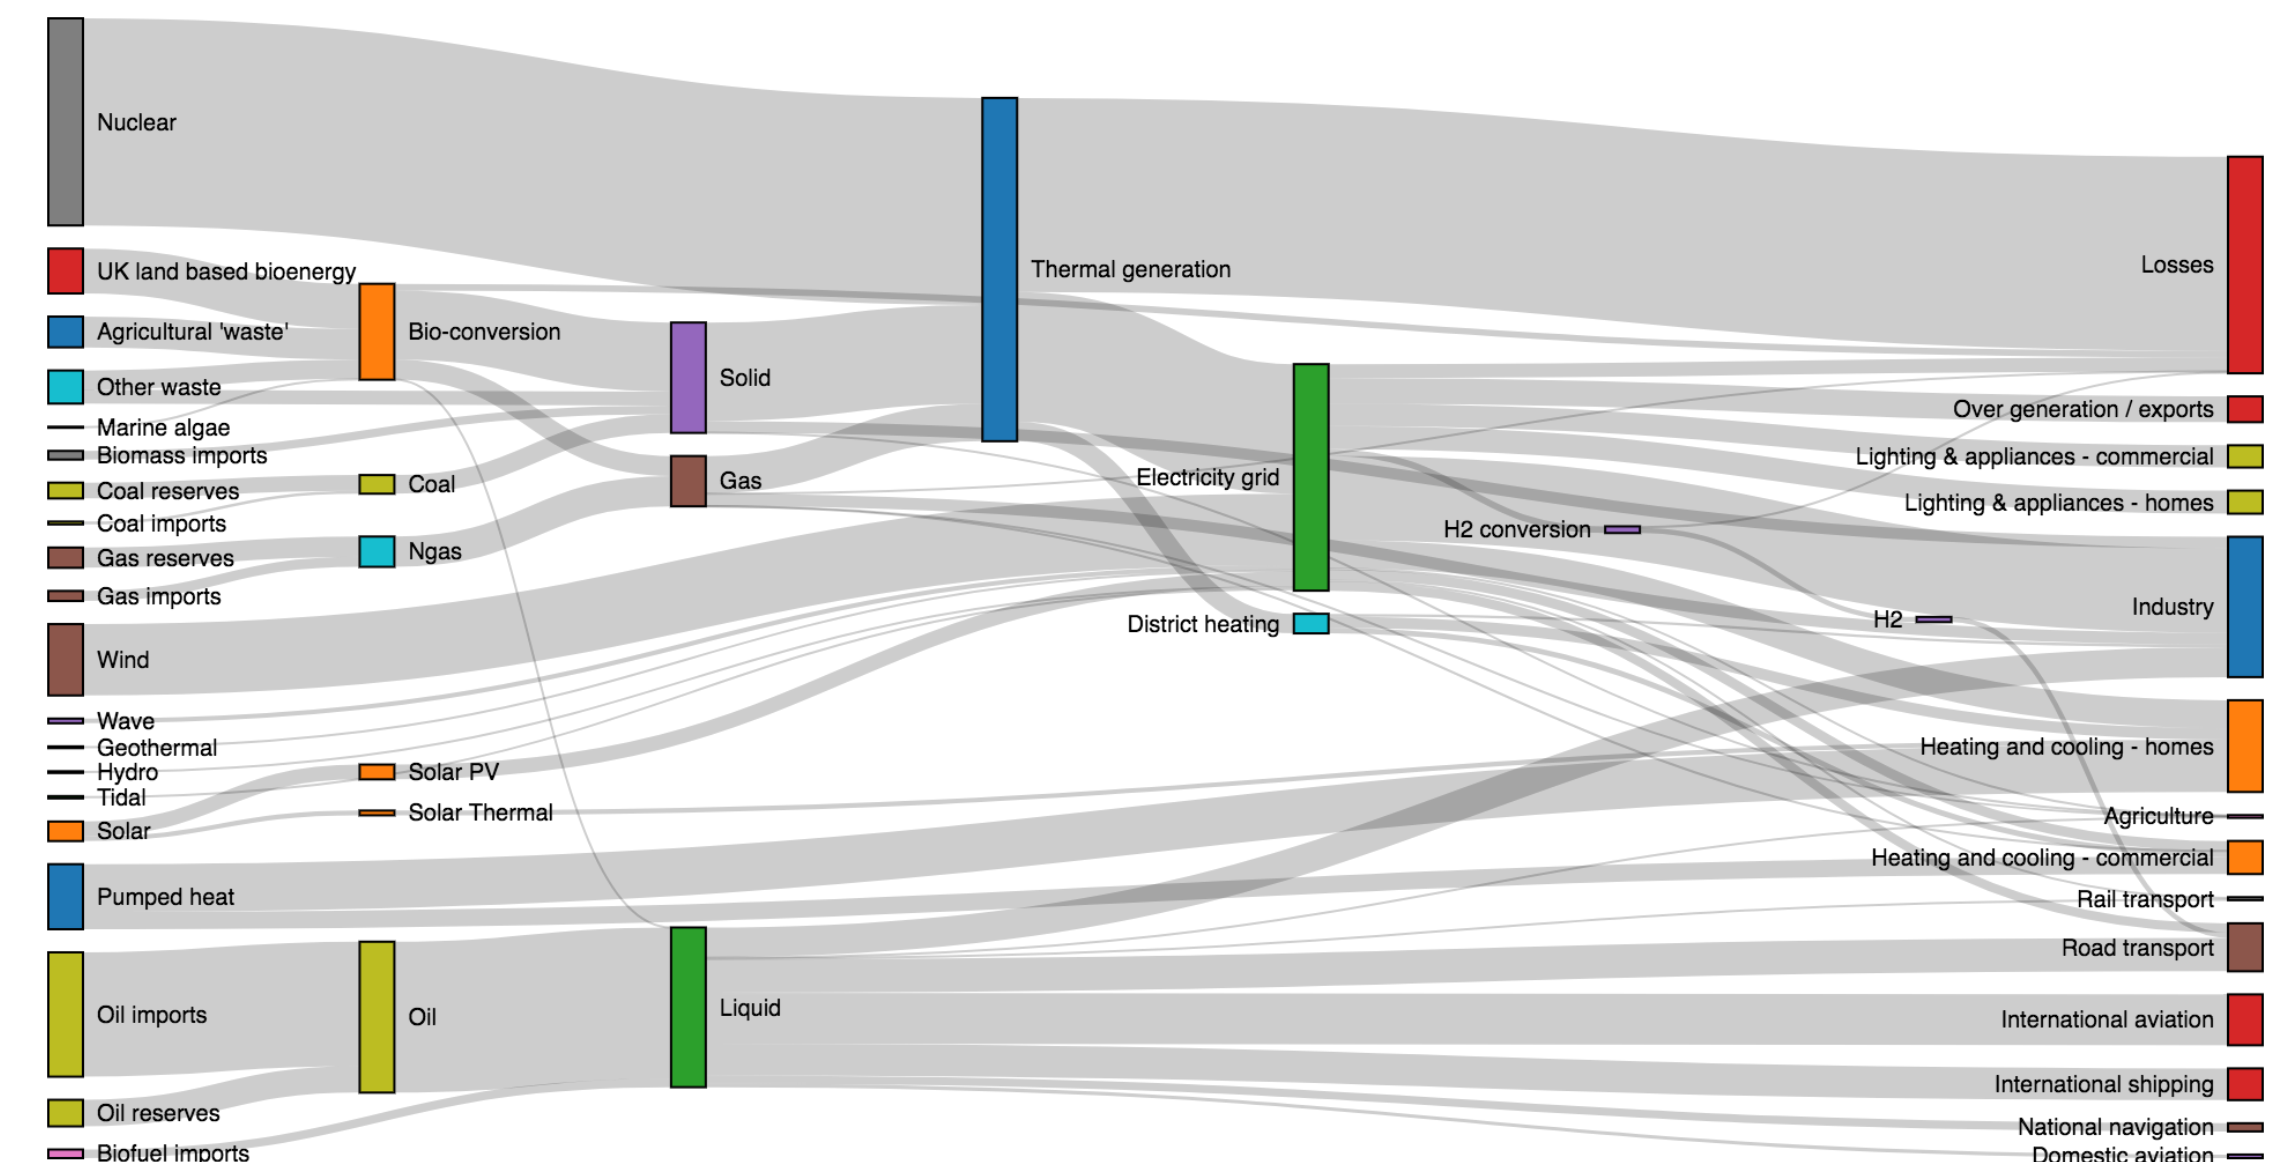 Nuclear
UK land based bioenergy
Agricultural 'waste'
Other waste
Marine algae
Biomass imports
Coal reserves
Coal imports
Gas reserves
Gas imports
Wind
Wave
Geothermal
Hydro
Tidal
Solar
Pumped heat
Oil imports
Oil reserves
Biofuel imports
Bio-conversion
Coal
Ngas
Solar PV
Solar Thermal
Oil
Solid
Gas
Liquid
Thermal generation
Electricity grid
District heating
H2 conversion
H2
Losses
Over generation / exports
Lighting & appliances - commercial
Lighting & appliances - homes
Industry
Heating and cooling - homes
Agriculture
Heating and cooling - commercial
Rail transport
Road transport
International aviation
International shipping
National navigation
Domestic aviation